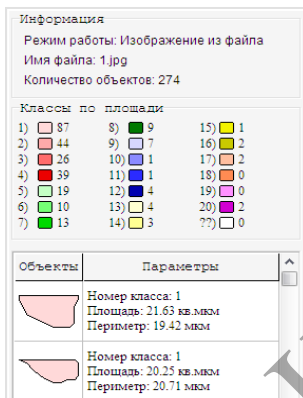 Информация
Режим работы: Изображение из файла
Имя файла: 1.jpg
Количество объектов: 274
Классы по площади
1) 87 8) 9 15) 1
2) 44 9) 7 16) 2
3) 26 10) 1 17) 2
4) 39 11) 1 18) 0
5) 19 12) 4 19) 0
6) 10 13) 4 20) 2
7) 13 14) 3 ??) 0
Объекты Параметры
Номер класса: 1
Площадь: 21.63 кв.мкм
Периметр: 19.42 мкм
Номер класса: 1
Площадь: 20.25 кв.мкм
Периметр: 20.71 мкм